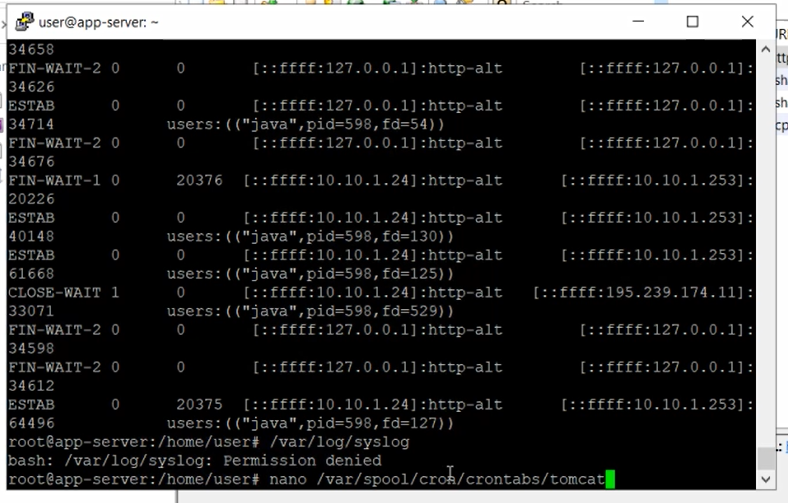 Search
user@app-server: ~
34658
FIN-WAIT-2 0 0 [::ffff:127.0.0.1]:http-alt [::ffff:127.0.0.1]:
34626
ESTAB 0 0 [::ffff:127.0.0.1]:http-alt [::ffff:127.0.0.1]:
34714 users:(("java",pid=598,fd=54))
FIN-WAIT-2 0 0 [::ffff:127.0.0.1]:http-alt [::ffff:127.0.0.1]:
34676
FIN-WAIT-1 0 20376 [::ffff:10.10.1.24]:http-alt [::ffff:10.10.1.253]:
20226
ESTAB 0 0 [::ffff:10.10.1.24]:http-alt [::ffff:10.10.1.253]:
40148 users:(("java",pid=598,fd=130))
ESTAB 0 0 [::ffff:10.10.1.24]:http-alt [::ffff:10.10.1.253]:
61668 users:(("java",pid=598,fd=125))
CLOSE-WAIT 1 0 [::ffff:10.10.1.24]:http-alt [::ffff:195.239.174.11]:
33071 users:(("java",pid=598,fd=529))
FIN-WAIT-2 0 0 [::ffff:127.0.0.1]:http-alt [::ffff:127.0.0.1]:
34598
FIN-WAIT-2 0 0 [::ffff:127.0.0.1]:http-alt [::ffff:127.0.0.1]:
34612
ESTAB 0 20375 [::ffff:10.10.1.24]:http-alt [::ffff:10.10.1.253]:
64496 users:(("java",pid=598,fd=127))
root@app-server:/home/user# /var/log/syslog
bash: /var/log/syslog: Permission denied
root@app-server:/home/user# nano /var/spool/cron/crontabs/tomcat